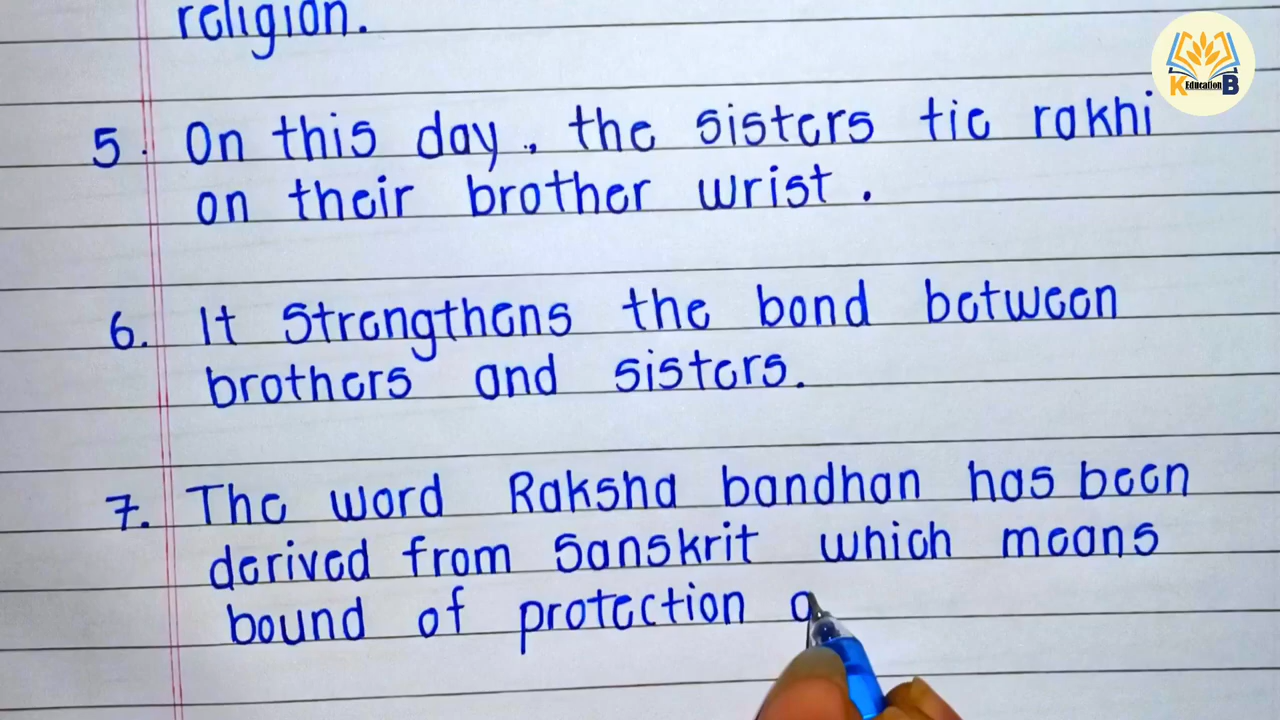 religion.
5. On this day, the sisters tie rakhi
on their brother wrist.
6. It strengthens the bond between
brothers and sisters.
7. The word Raksha bandhan has been
derived from Sanskrit which means
bound of protection a
K Education B